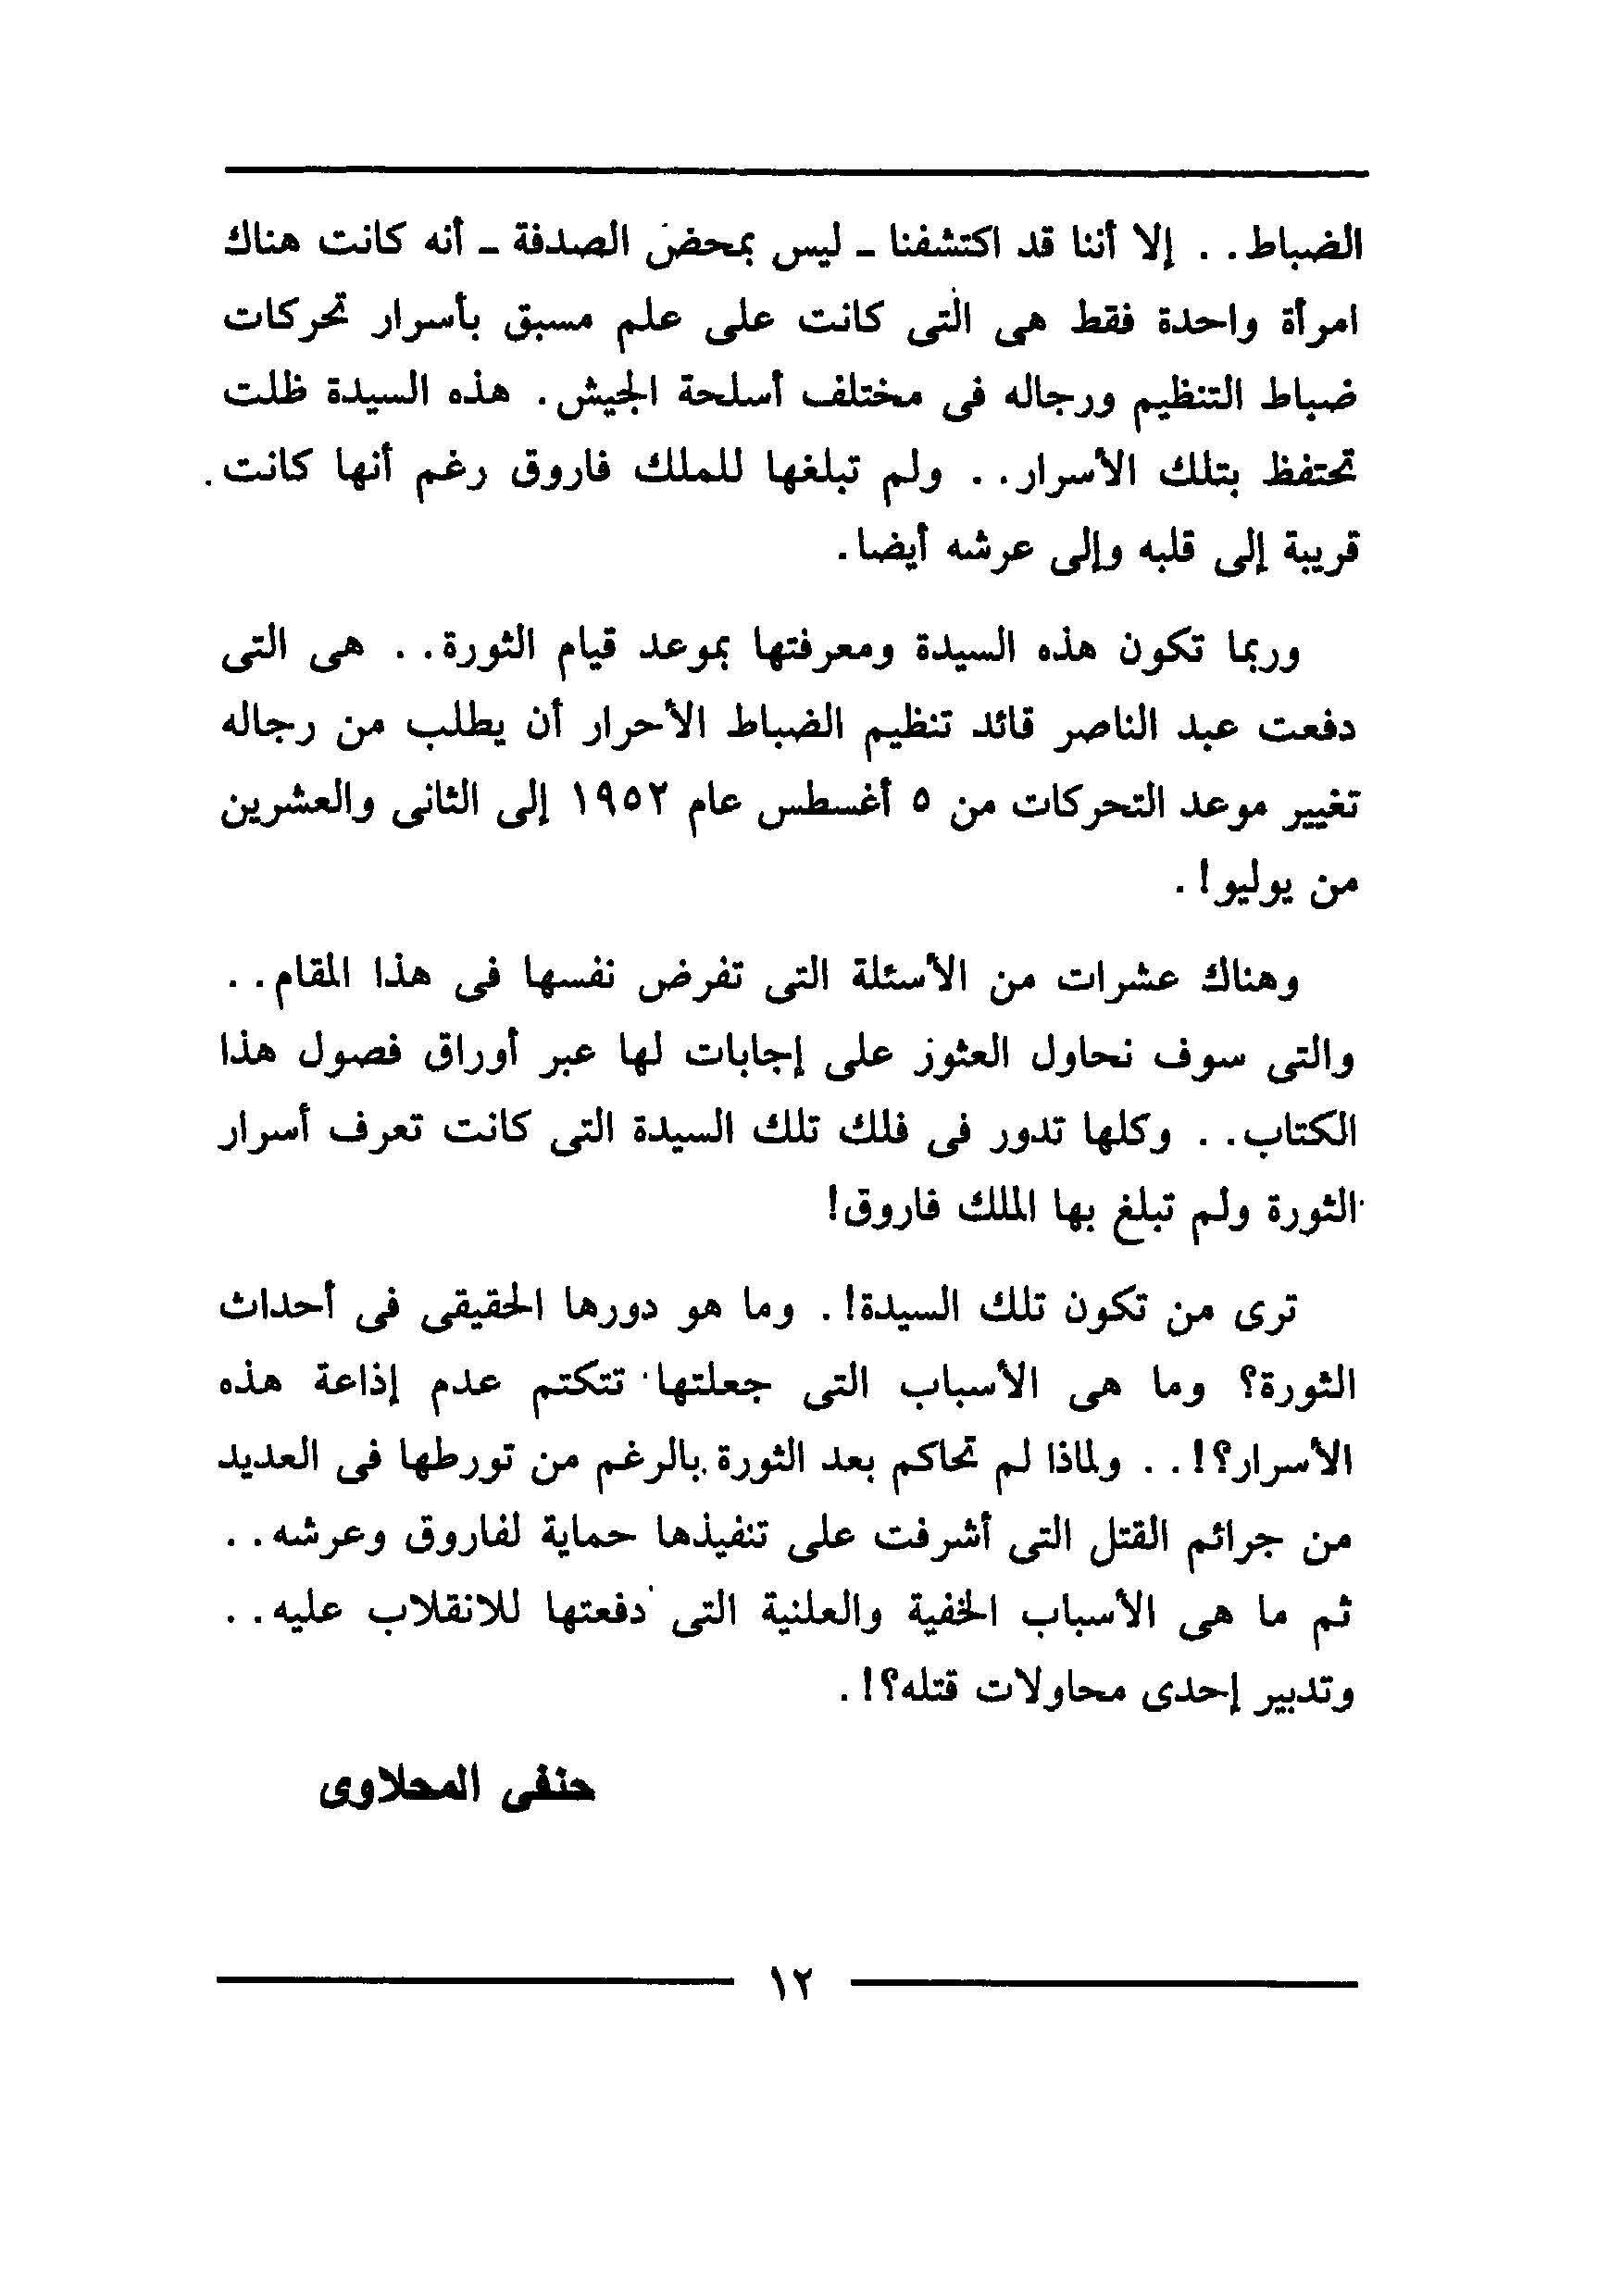 الضباط . . إلا أننا قد اكتشفنا ـ ليس بمحض الصدفة ـ أنه كانت هناك
امرأة واحدة فقط هى التى كانت على علم مسبق بأسرار تحركات
ضباط التنظيم ورجاله فى مختلف أسلحة الجيش . هذه السيدة ظلت
تحتفظ بتلك الأسرار . . ولم تبلغها للملك فاروق رغم أنها كانت
قريبة إلى قلبه وإلى عرشه أيضا .
وربما تكون هذه السيدة ومعرفتها بموعد قيام الثورة . . هى التى
دفعت عبد الناصر قائد تنظيم الضباط الأحرار أن يطلب من رجاله
تغيير موعد التحركات من ٥ أغسطس عام ١٩٥٢ إلى الثانى والعشرين
من يوليو ! .
وهناك عشرات من الأسئلة التى تفرض نفسها فى هذا المقام . .
والتى سوف نحاول العثور على إجابات لها عبر أوراق فصول هذا
الكتاب . . وكلها تدور فى فلك تلك السيدة التى كانت تعرف أسرار
الثورة ولم تبلغ بها الملك فاروق !
ترى من تكون تلك السيدة ! . وما هو دورها الحقيقى فى أحداث
الثورة ؟ وما هى الأسباب التى جعلتها تتكتم عدم إذاعة هذه
الأسرار ؟ ! . . ولماذا لم تحاكم بعد الثورة بالرغم من تورطها فى العديد
من جرائم القتل التى أشرفت على تنفيذها حماية لفاروق وعرشه . .
ثم ما هى الأسباب الخفية والعلنية التى دفعتها للانقلاب عليه . .
وتدبير إحدى محاولات قتله ؟ ! .
حنفى المحلاوى
١٢